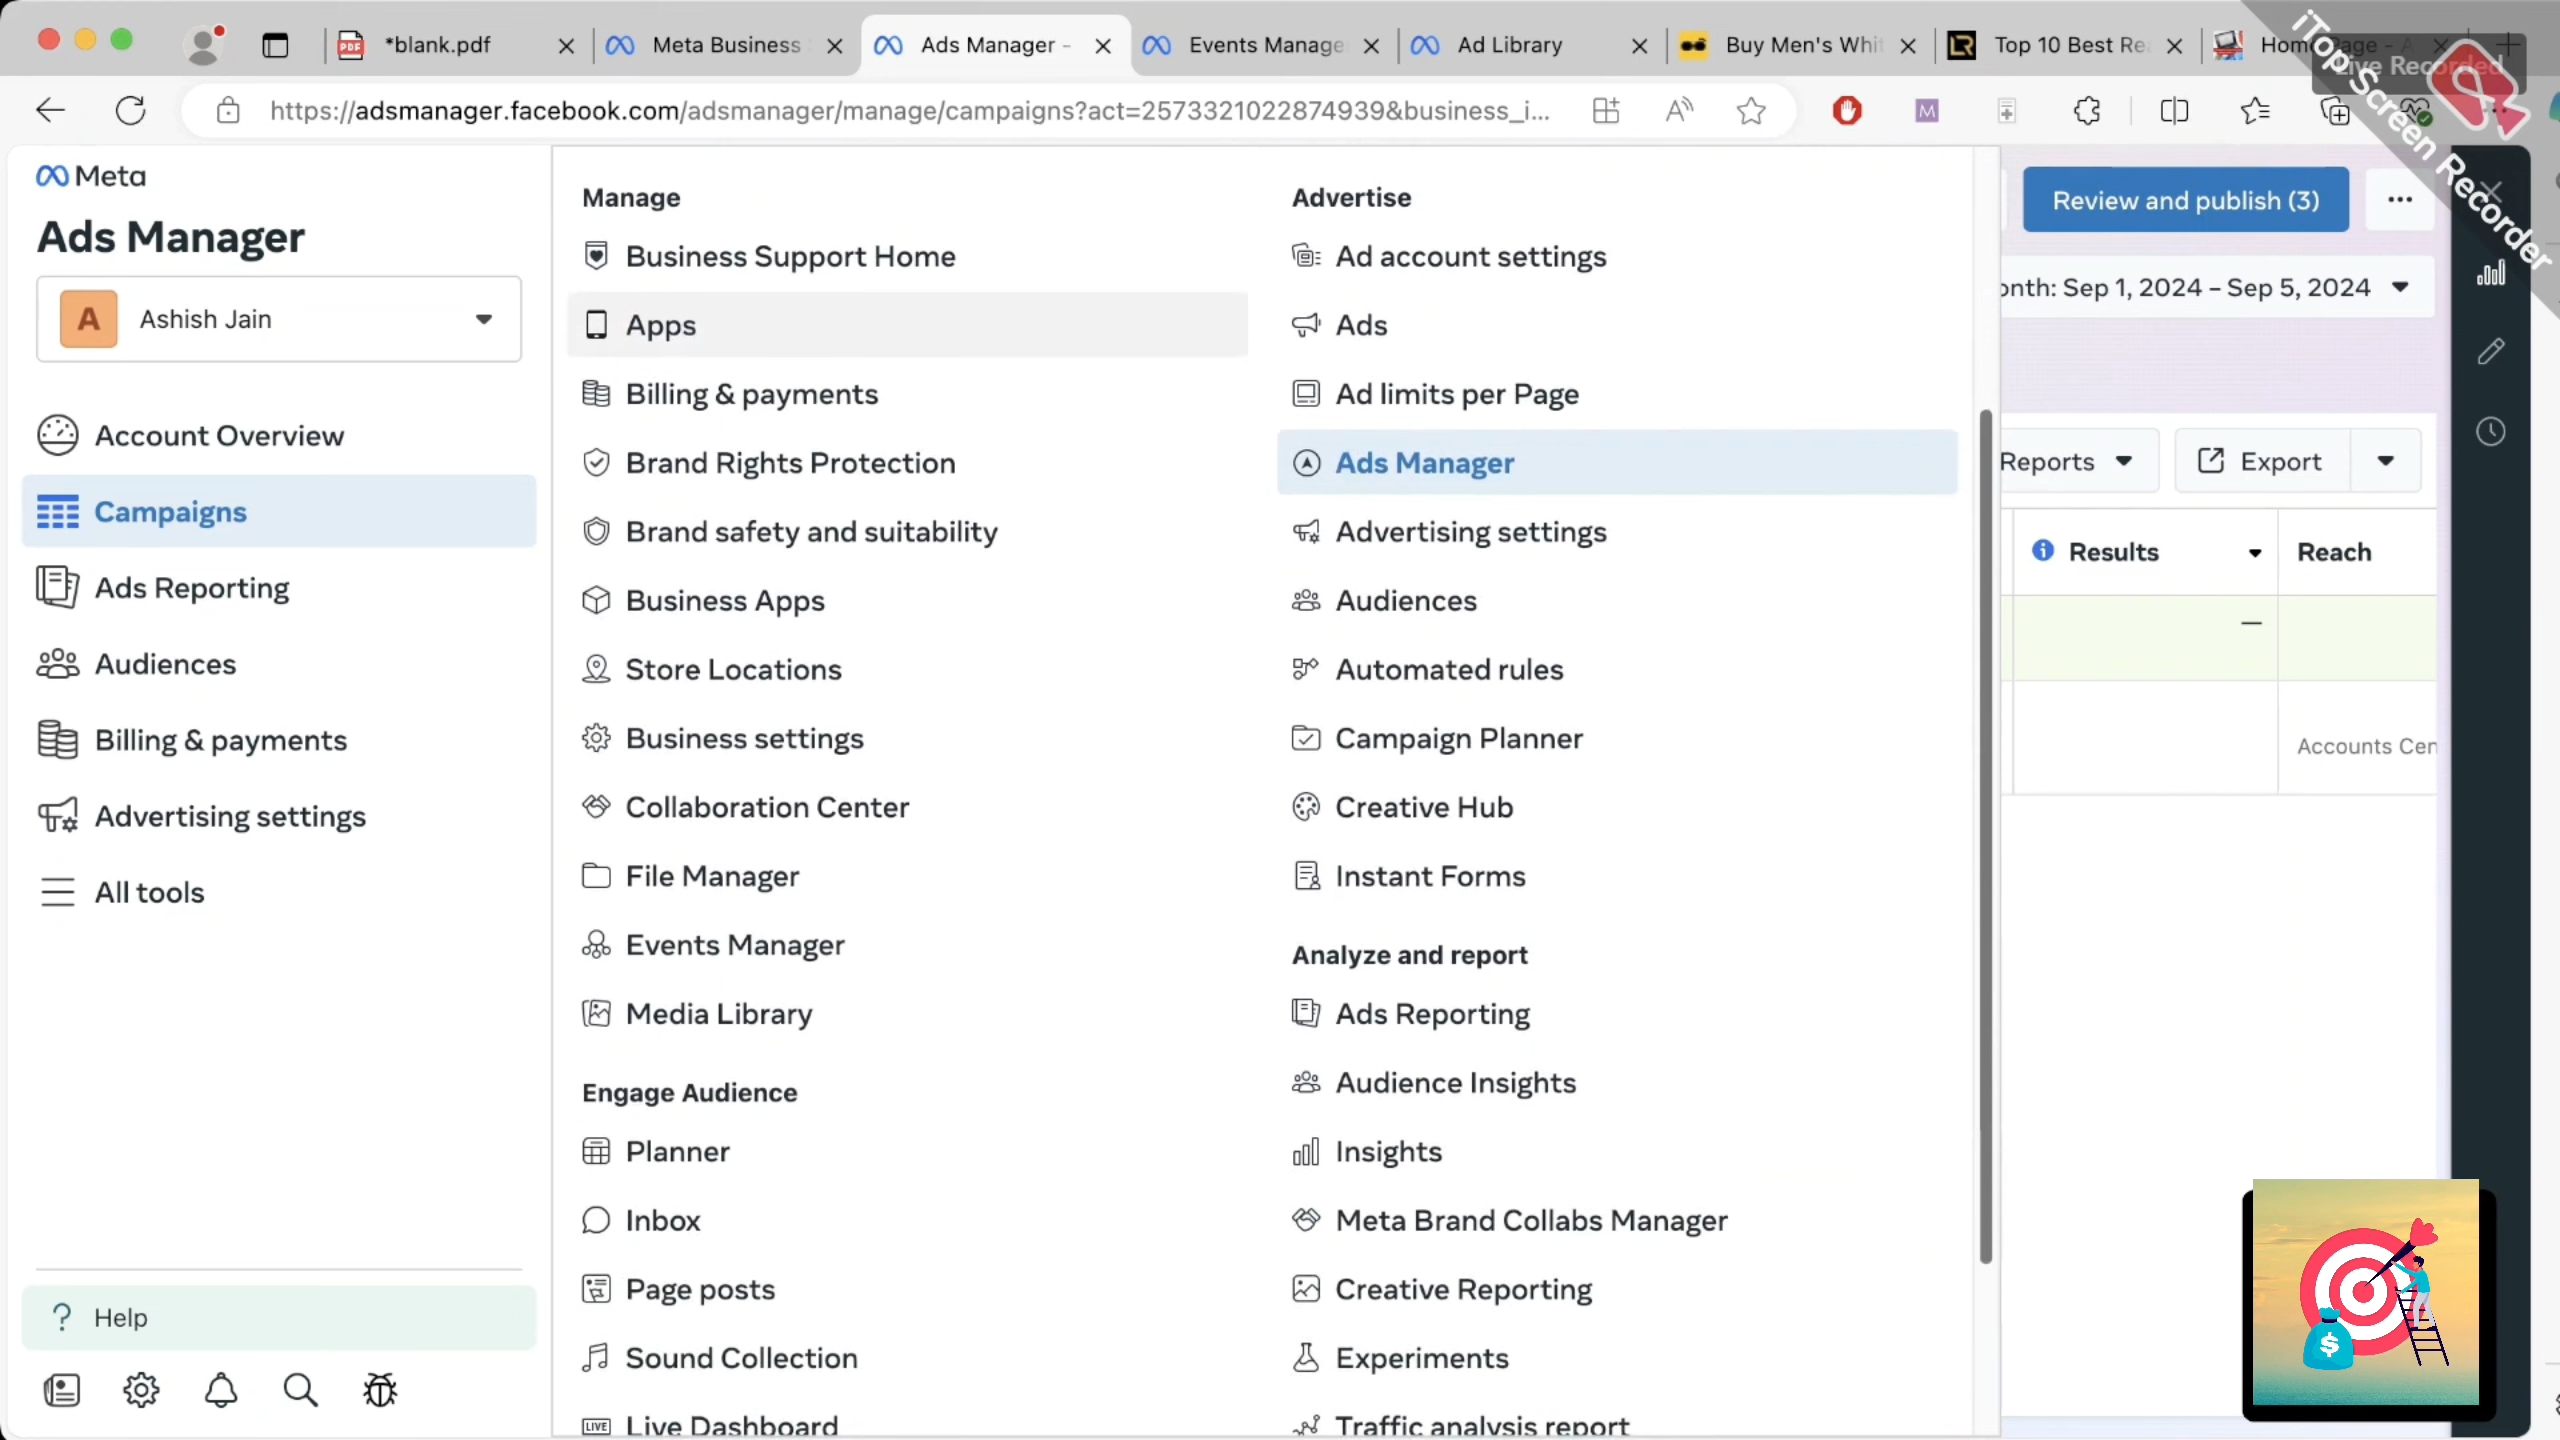 *blank.pdf
Meta Business
Ads Manager -
Events Manage
Ad Library
Buy Men's Whit
Top 10 Best Re
Home Page - A
Live Recorded
iTop Screen Recorder
https://adsmanager.facebook.com/adsmanager/manage/campaigns?act=2573321022874939&business_i...
Meta
Ads Manager
A
Ashish Jain
Account Overview
Campaigns
Ads Reporting
Audiences
Billing & payments
Advertising settings
All tools
Help
Manage
Business Support Home
Apps
Billing & payments
Brand Rights Protection
Brand safety and suitability
Business Apps
Store Locations
Business settings
Collaboration Center
File Manager
Events Manager
Media Library
Engage Audience
Planner
Inbox
Page posts
Sound Collection
LIVE
Live Dashboard
Advertise
Ad account settings
Ads
Ad limits per Page
Ads Manager
Advertising settings
Audiences
Automated rules
Campaign Planner
Creative Hub
Instant Forms
Analyze and report
Ads Reporting
Audience Insights
Insights
Meta Brand Collabs Manager
Creative Reporting
Experiments
Traffic analysis report
Review and publish (3)
onth: Sep 1, 2024 – Sep 5, 2024
Reports
Export
Results
Reach
—
Accounts Cen